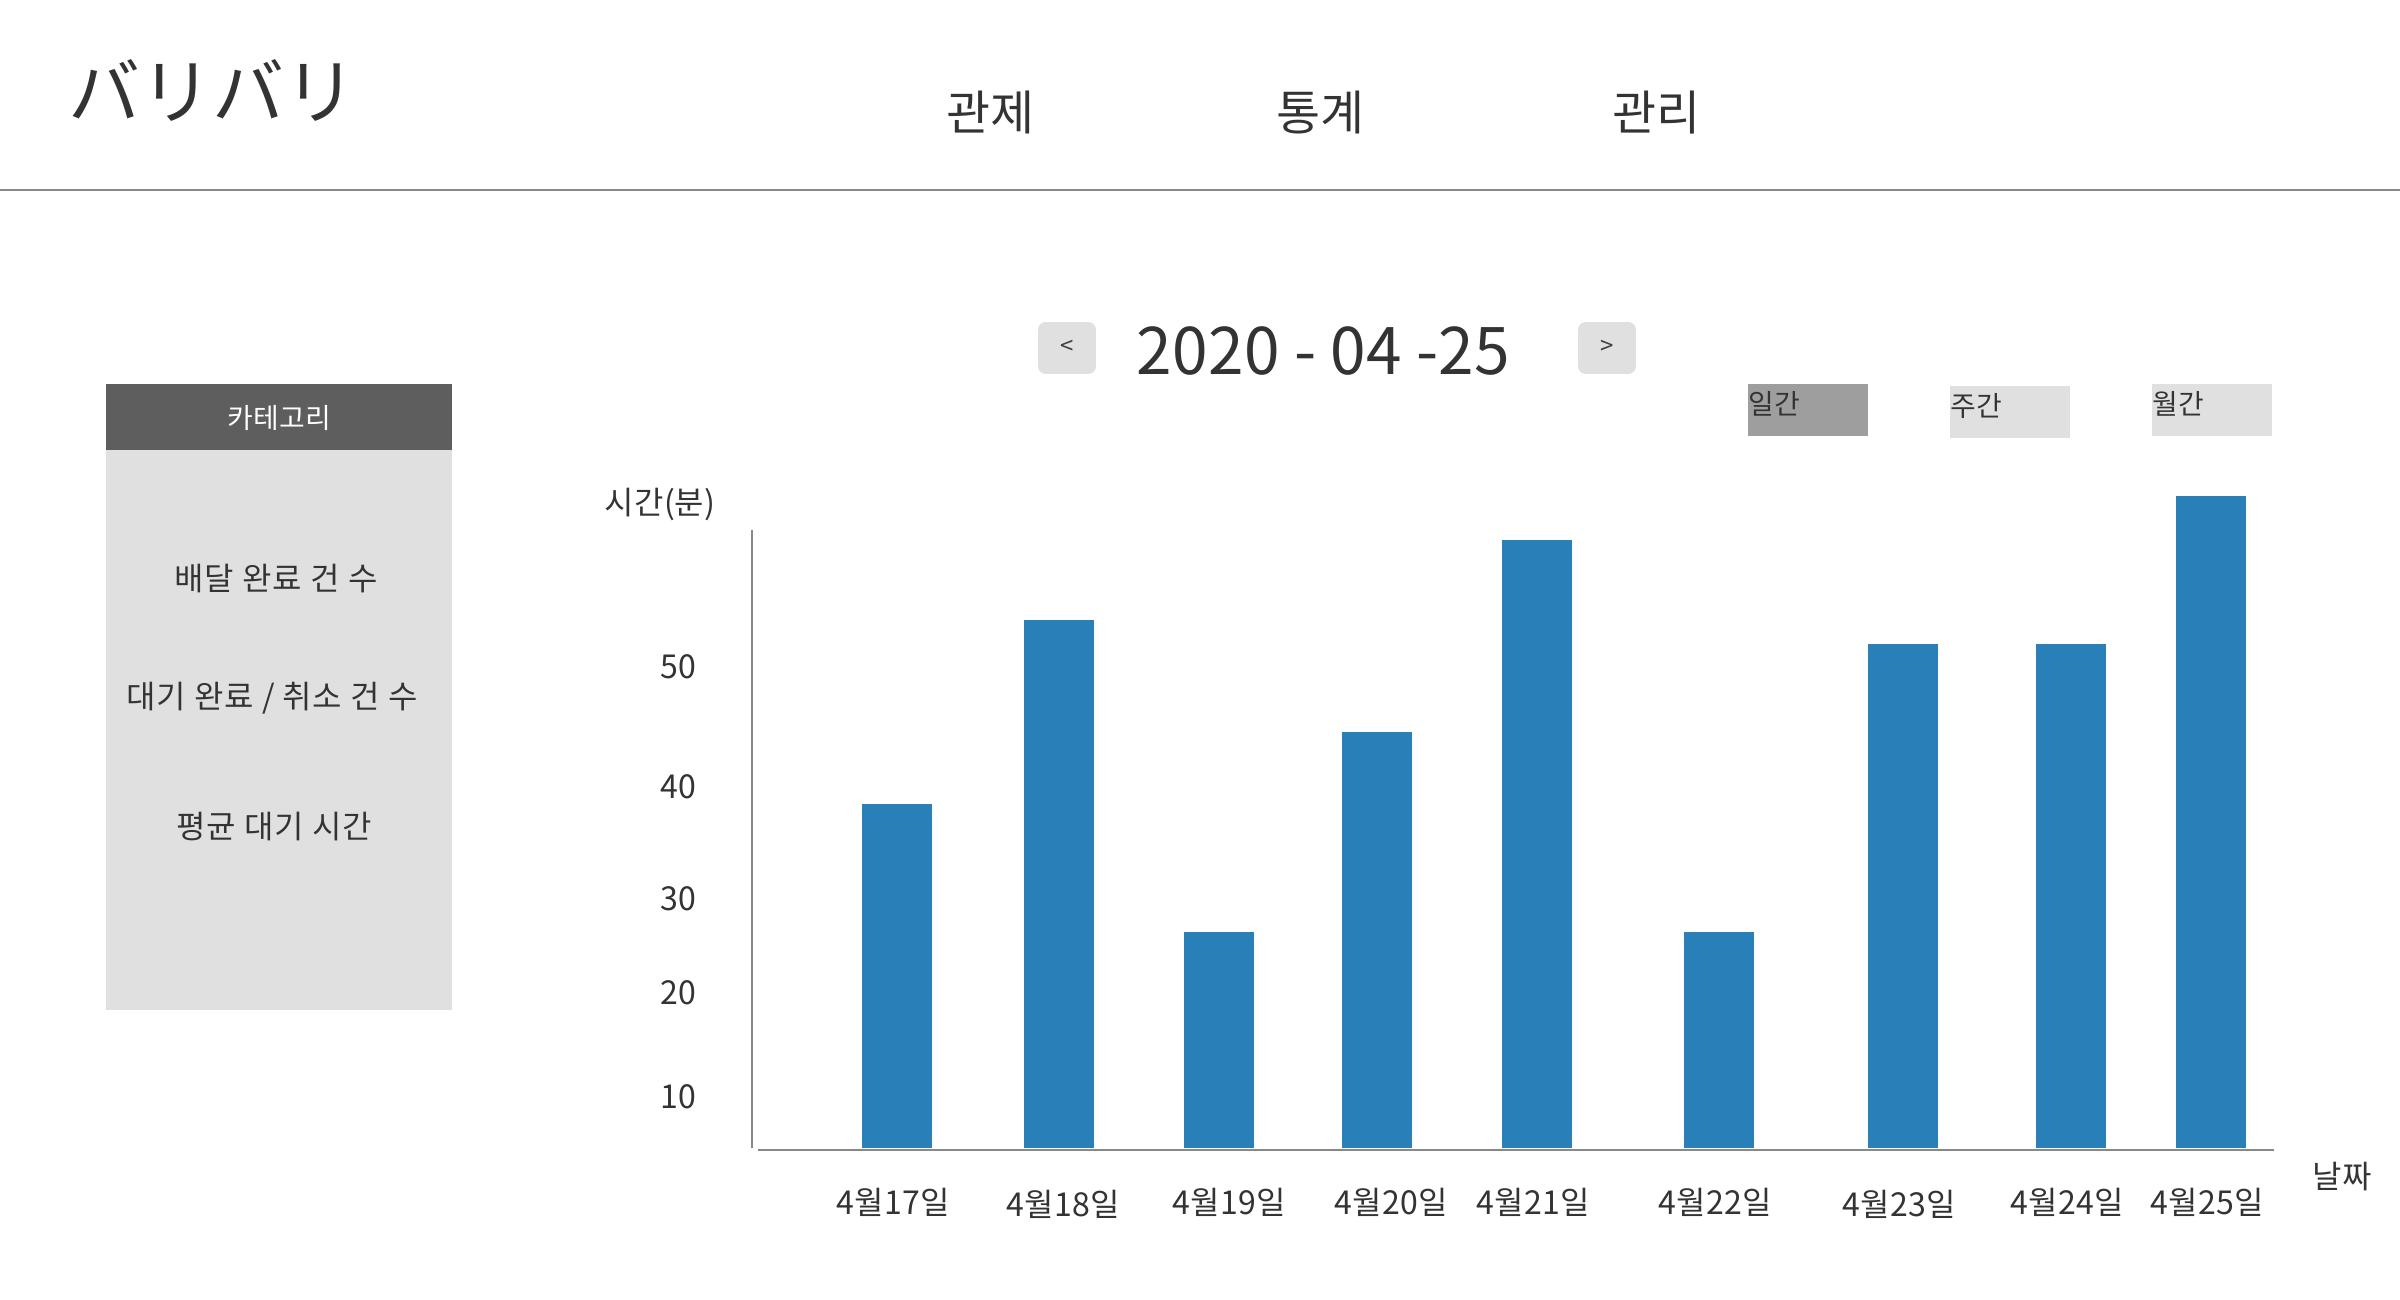 バリバリ
관제
통계
관리
<
2020 - 04 -25
>
일간
주간
월간
카테고리
배달 완료 건 수
대기 완료 / 취소 건 수
평균 대기 시간
시간(분)
50
40
30
20
10
4월17일
4월18일
4월19일
4월20일
4월21일
4월22일
4월23일
4월24일
4월25일
날짜